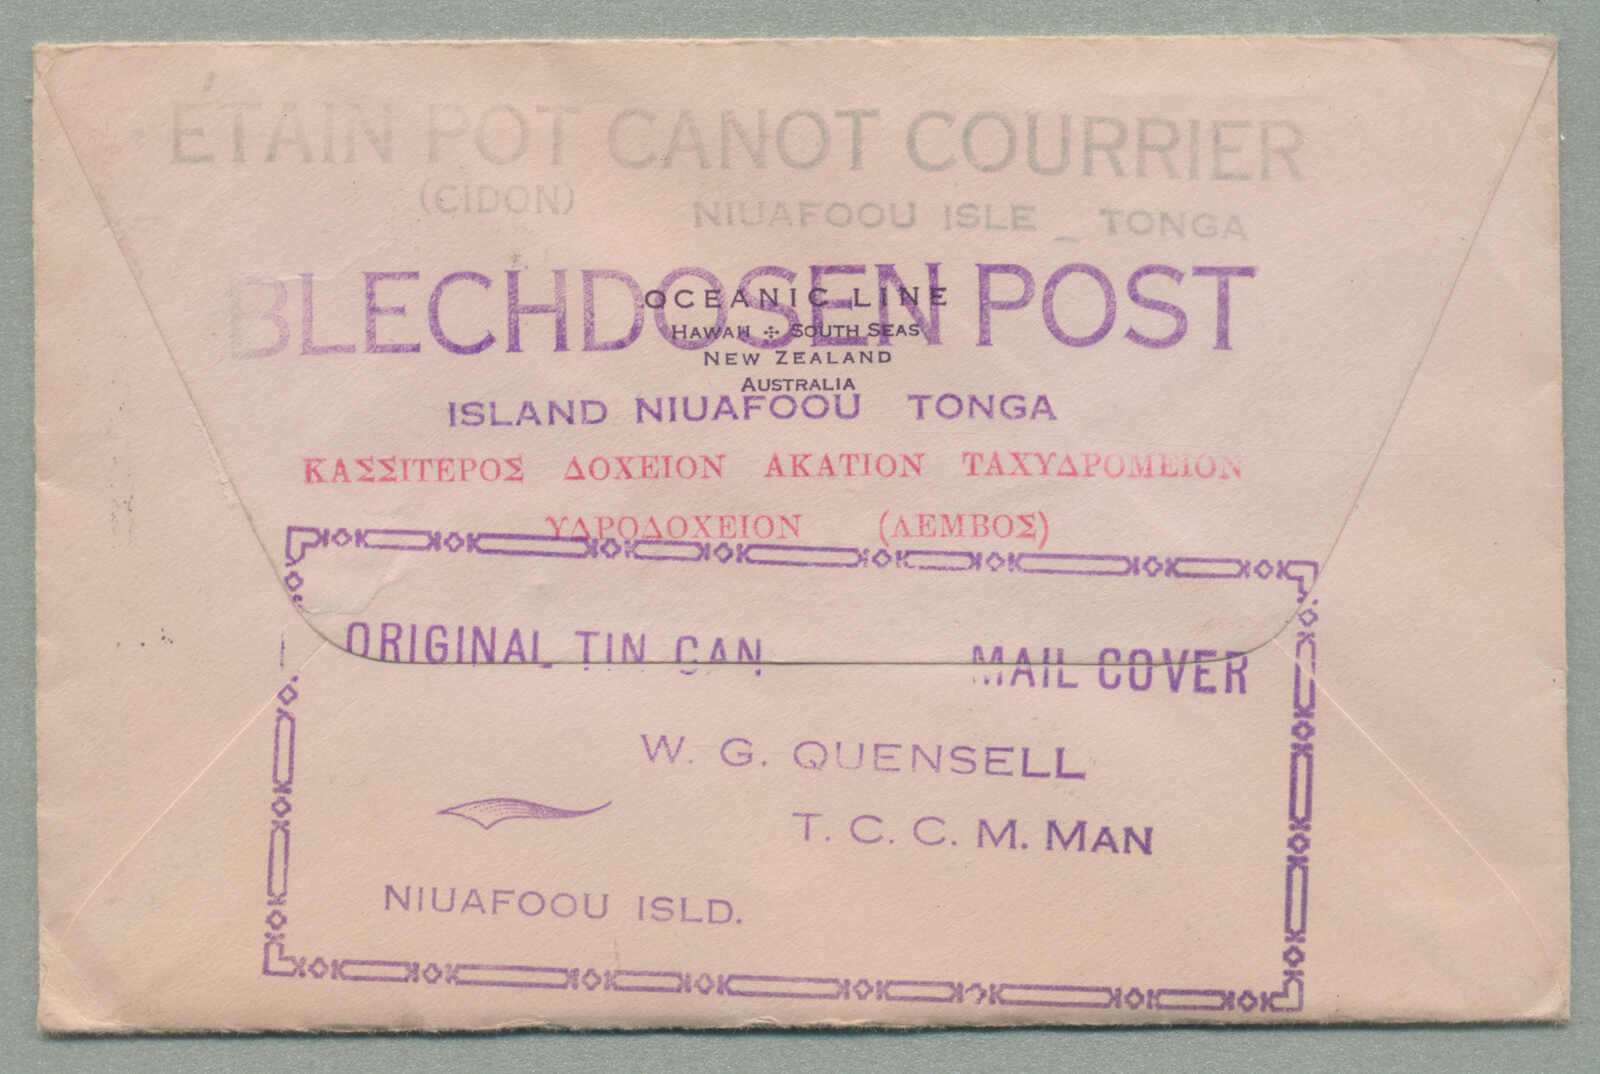 ÉTAIN POT CANOT COURRIER
(CIDON)
NIUAFOOU ISLE _ TONGA
BLECHDOSEN POST
OCEANIC LINE
HAWAII ⁘ SOUTH SEAS
NEW ZEALAND
AUSTRALIA
ISLAND NIUAFOOU TONGA
ΚΑΣΣΙΤΕΡΟΣ ΔΟΧΕΙΟΝ ΑΚΑΤΙΟΝ ΤΑΧΥΔΡΟΜΕΙΟΝ
ΥΔΡΟΔΟΧΕΙΟΝ (ΛΕΜΒΟΣ)
ORIGINAL TIN CAN MAIL COVER
W. G. QUENSELL
T. C. C. M. MAN
NIUAFOOU ISLD.